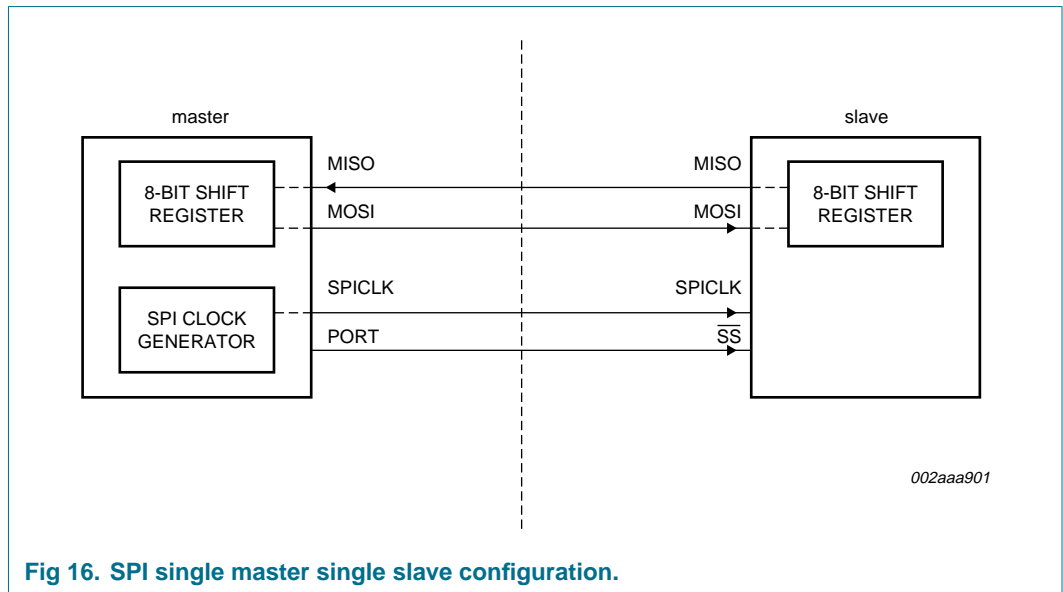 master
slave
MISO
MISO
8-BIT SHIFT
REGISTER
8-BIT SHIFT
REGISTER
MOSI
MOSI
SPICLK
SPICLK
SPI CLOCK
GENERATOR
PORT
S̅S̅
002aaa901
Fig 16. SPI single master single slave configuration.